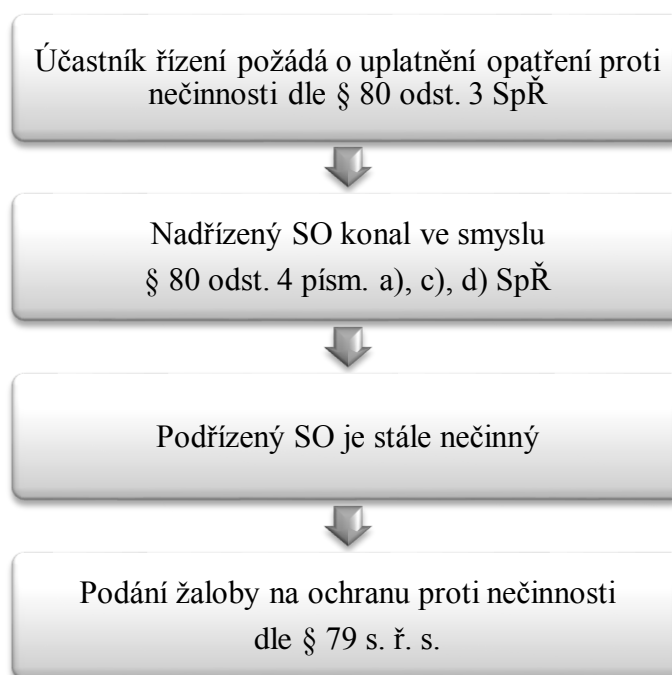 Účastník řízení požádá o uplatnění opatření proti
nečinnosti dle § 80 odst. 3 SpŘ
Nadřízený SO konal ve smyslu
§ 80 odst. 4 písm. a), c), d) SpŘ
Podřízený SO je stále nečinný
Podání žaloby na ochranu proti nečinnosti
dle § 79 s. ř. s.